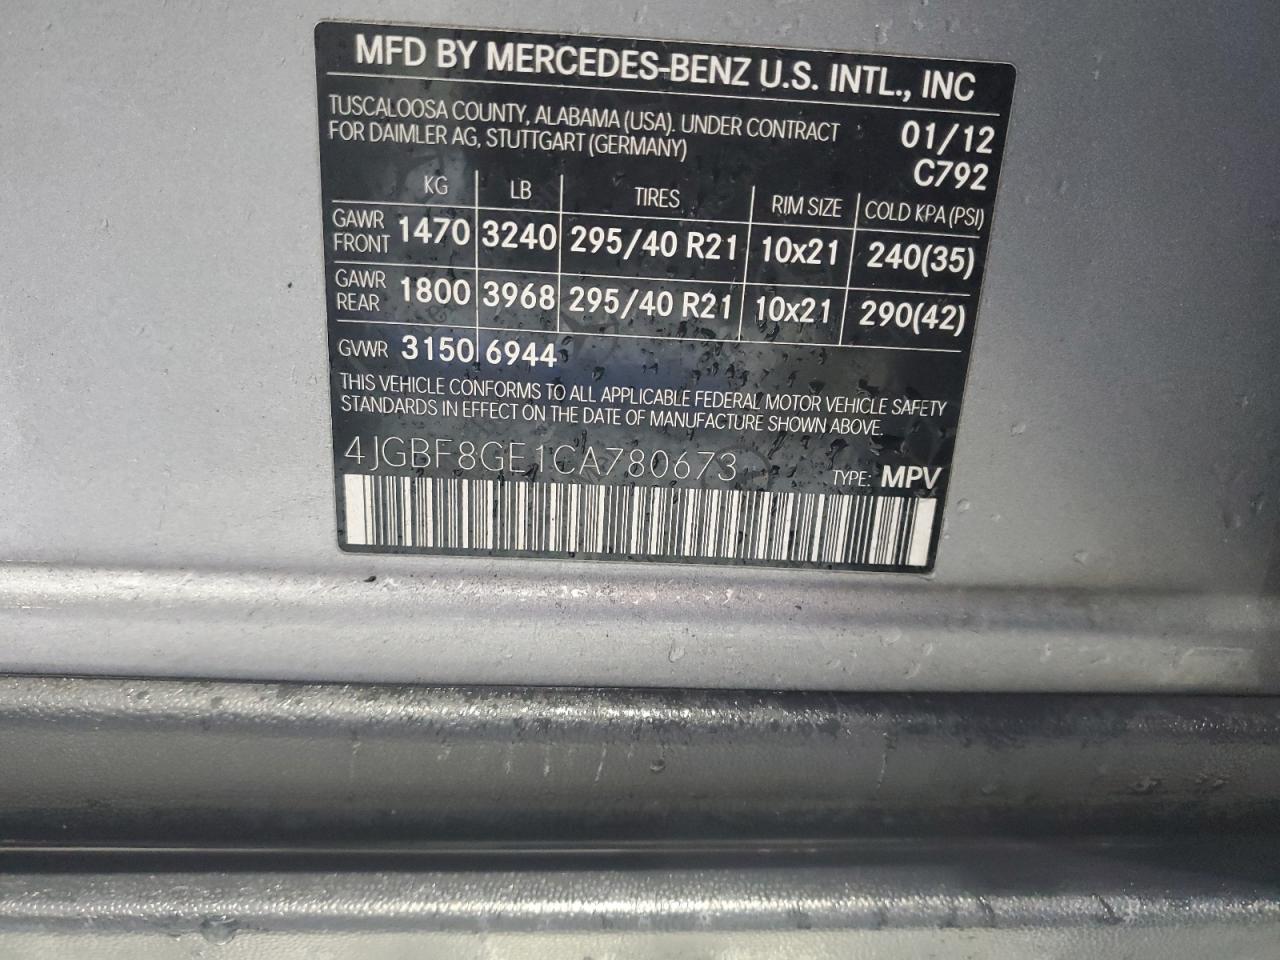 MFD BY MERCEDES-BENZ U.S. INTL., INC
TUSCALOOSA COUNTY, ALABAMA (USA). UNDER CONTRACT
FOR DAIMLER AG, STUTTGART (GERMANY)
01/12
C792
KG LB TIRES RIM SIZE COLD KPA (PSI)
GAWR FRONT 1470 3240 295/40 R21 10x21 240(35)
GAWR REAR 1800 3968 295/40 R21 10x21 290(42)
GVWR 3150 6944
THIS VEHICLE CONFORMS TO ALL APPLICABLE FEDERAL MOTOR VEHICLE SAFETY
STANDARDS IN EFFECT ON THE DATE OF MANUFACTURE SHOWN ABOVE.
4JGBF8GE1CA780673 TYPE: MPV